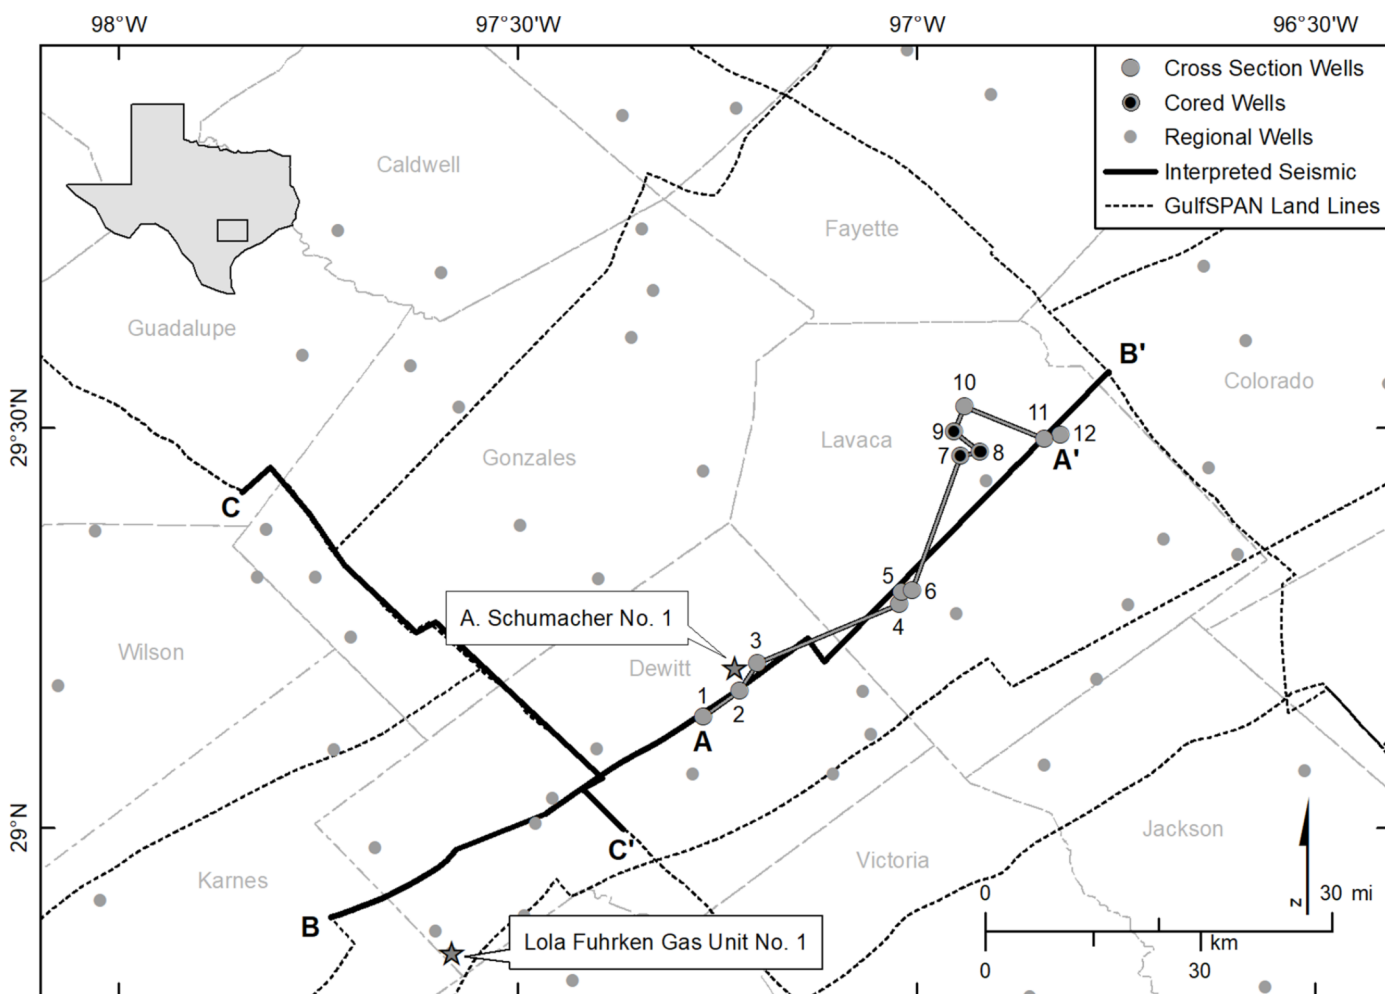 98°W
97°30'W
97°W
96°30'W
Cross Section Wells
Cored Wells
Regional Wells
Interpreted Seismic
GulfSPAN Land Lines
Caldwell
Fayette
Guadalupe
B'
Colorado
29°30'N
10
11
9
12
Lavaca
7
8
A'
Gonzales
C
5
6
A. Schumacher No. 1
4
3
Wilson
Dewitt
1
2
A
29°N
C'
Jackson
Victoria
Karnes
0
30 mi
z
B
Lola Fuhrken Gas Unit No. 1
km
0
30